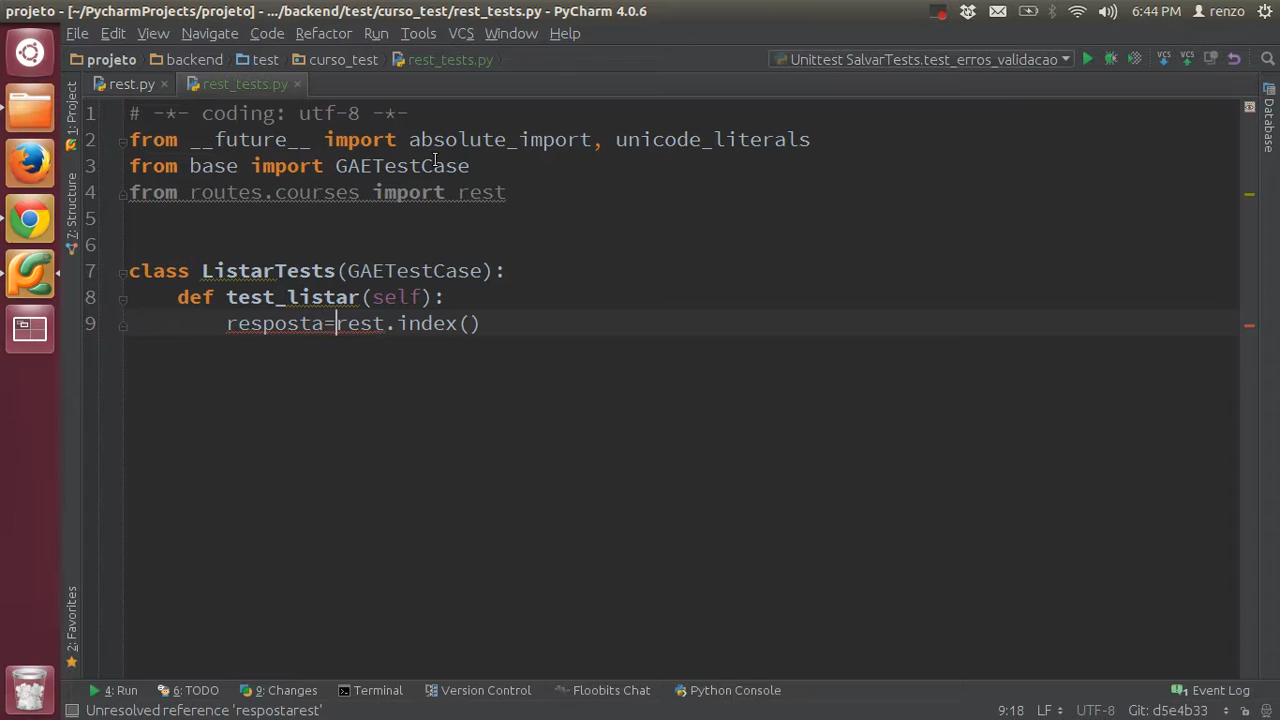 projeto - [~/PycharmProjects/projeto] - .../backend/test/curso_test/rest_tests.py - PyCharm 4.0.6
6:44 PM renzo
File Edit View Navigate Code Refactor Run Tools VCS Window Help
projeto backend test curso_test rest_tests.py Unittest SalvarTests.test_erros_validacao VCS VCS
rest.py rest_tests.py
1: Project
7: Structure
2: Favorites
Database
1 # -*- coding: utf-8 -*-
2 from __future__ import absolute_import, unicode_literals
3 from base import GAETestCase
4 from routes.courses import rest
5
6
7 class ListarTests(GAETestCase):
8 def test_listar(self):
9 resposta=rest.index()
4: Run 6: TODO 9: Changes Terminal Version Control Floobits Chat Python Console 1 Event Log
Unresolved reference 'respostarest' 9:18 LF UTF-8 Git: d5e4b33